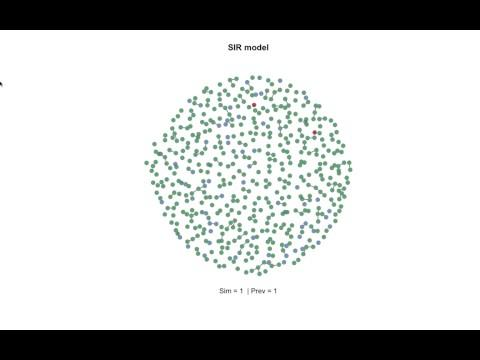 SIR model
Sim = 1 | Prev = 1